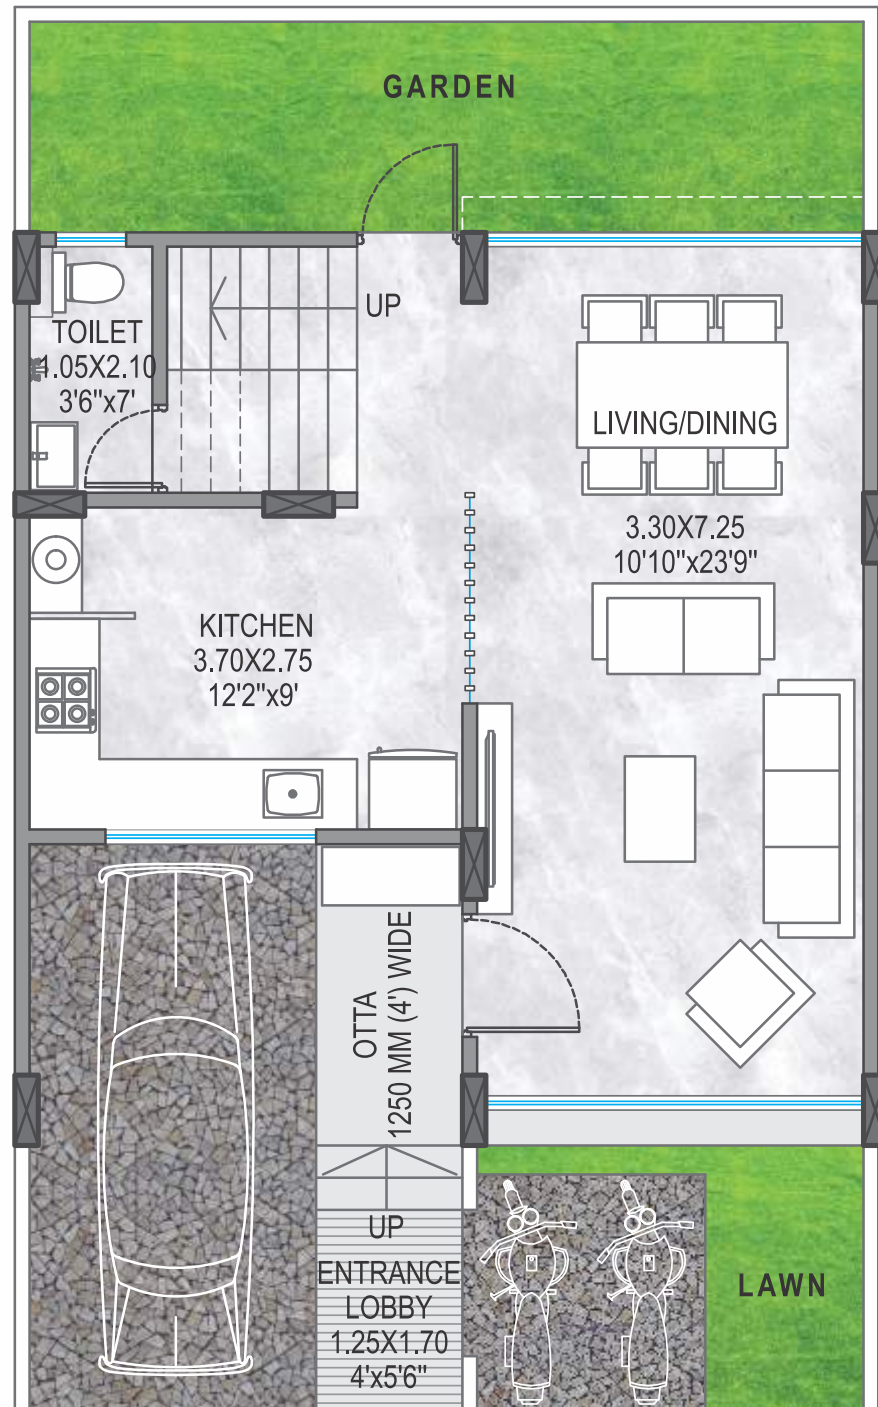 GARDEN
UP
TOILET
1.05X2.10
3'6"x7'
LIVING/DINING
3.30X7.25
10'10"x23'9"
KITCHEN
3.70X2.75
12'2"x9'
OTTA
1250 MM (4') WIDE
UP
ENTRANCE
LOBBY
1.25X1.70
4'x5'6"
LAWN